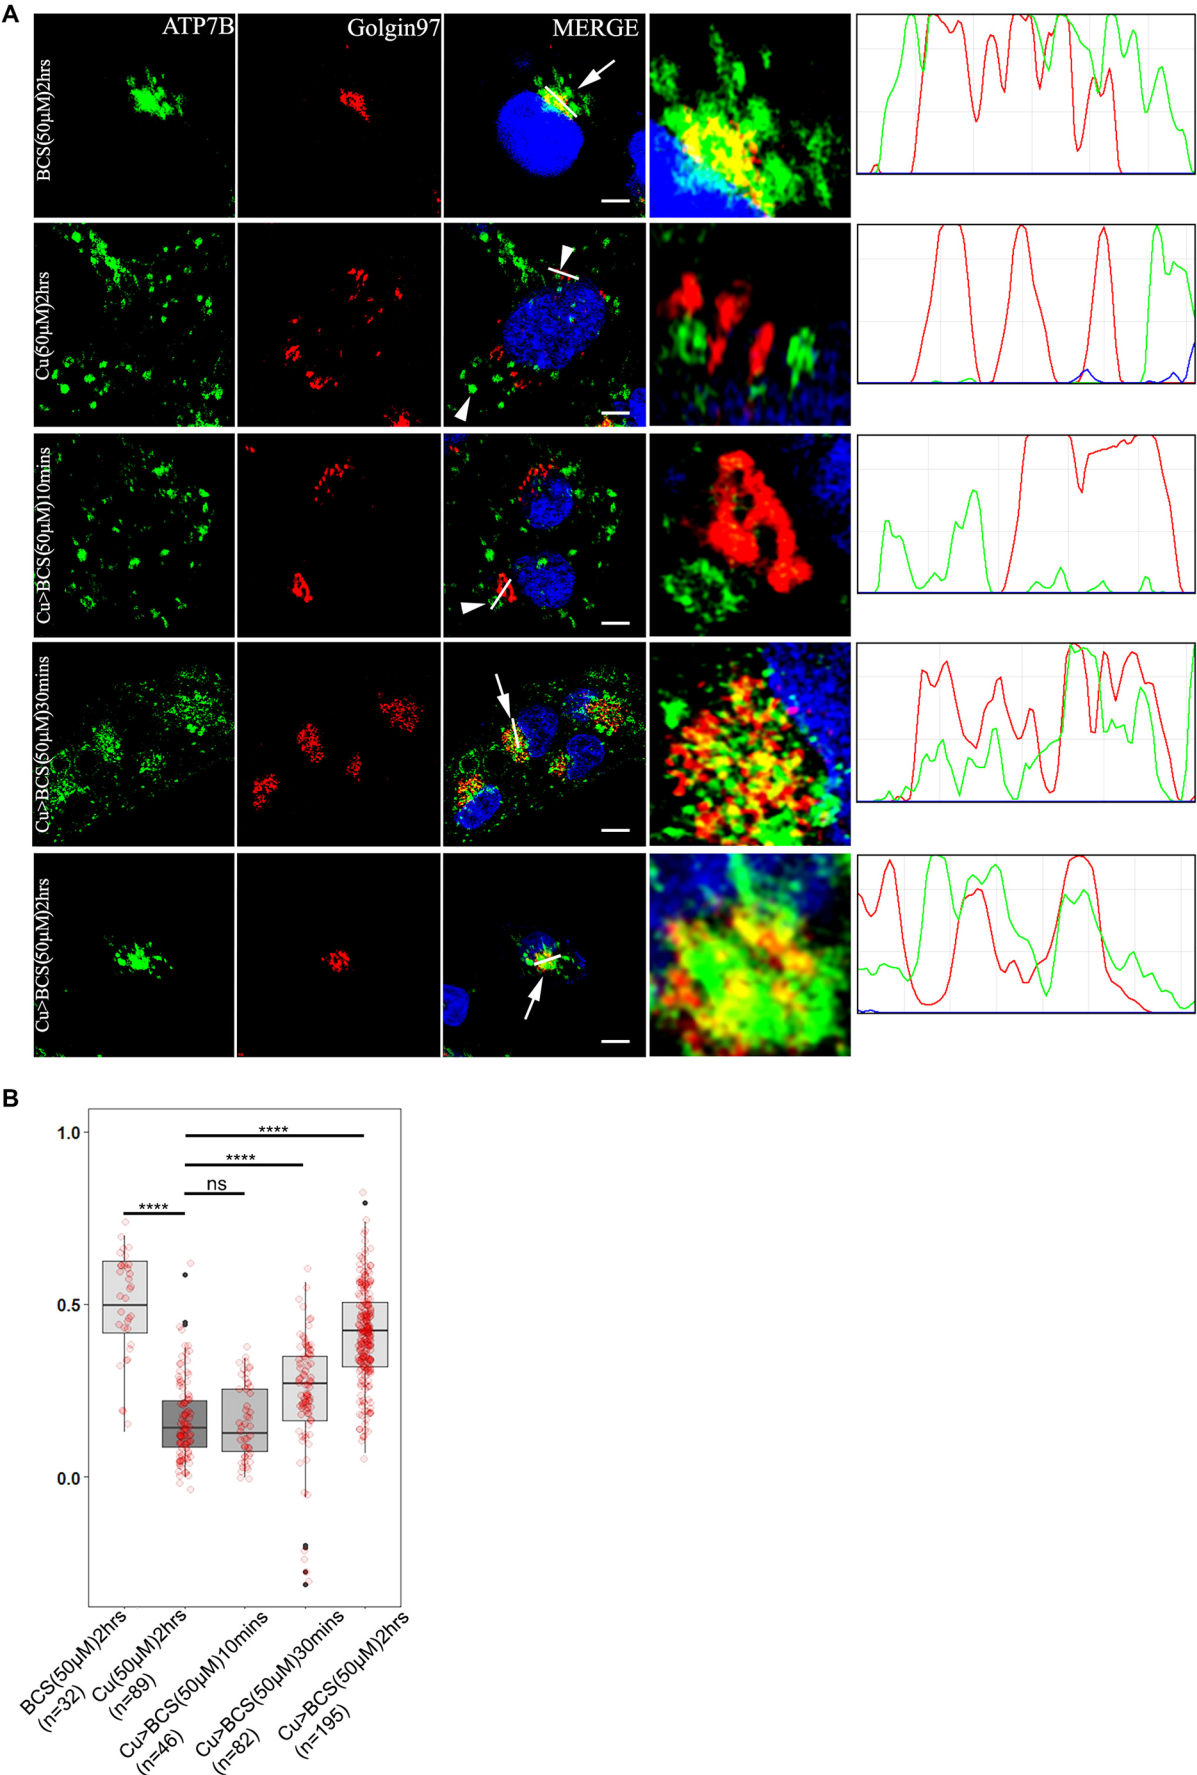 A
ATP7B
Golgin97
MERGE
BCS(50µM)2hrs
Cu(50µM)2hrs
Cu>BCS(50µM)10mins
Cu>BCS(50µM)30mins
Cu>BCS(50µM)2hrs
B
1.0
0.5
0.0
****
****
ns
****
BCS(50µM)2hrs
(n=32)
Cu(50µM)2hrs
(n=89)
Cu>BCS(50µM)10mins
(n=46)
Cu>BCS(50µM)30mins
(n=82)
Cu>BCS(50µM)2hrs
(n=195)